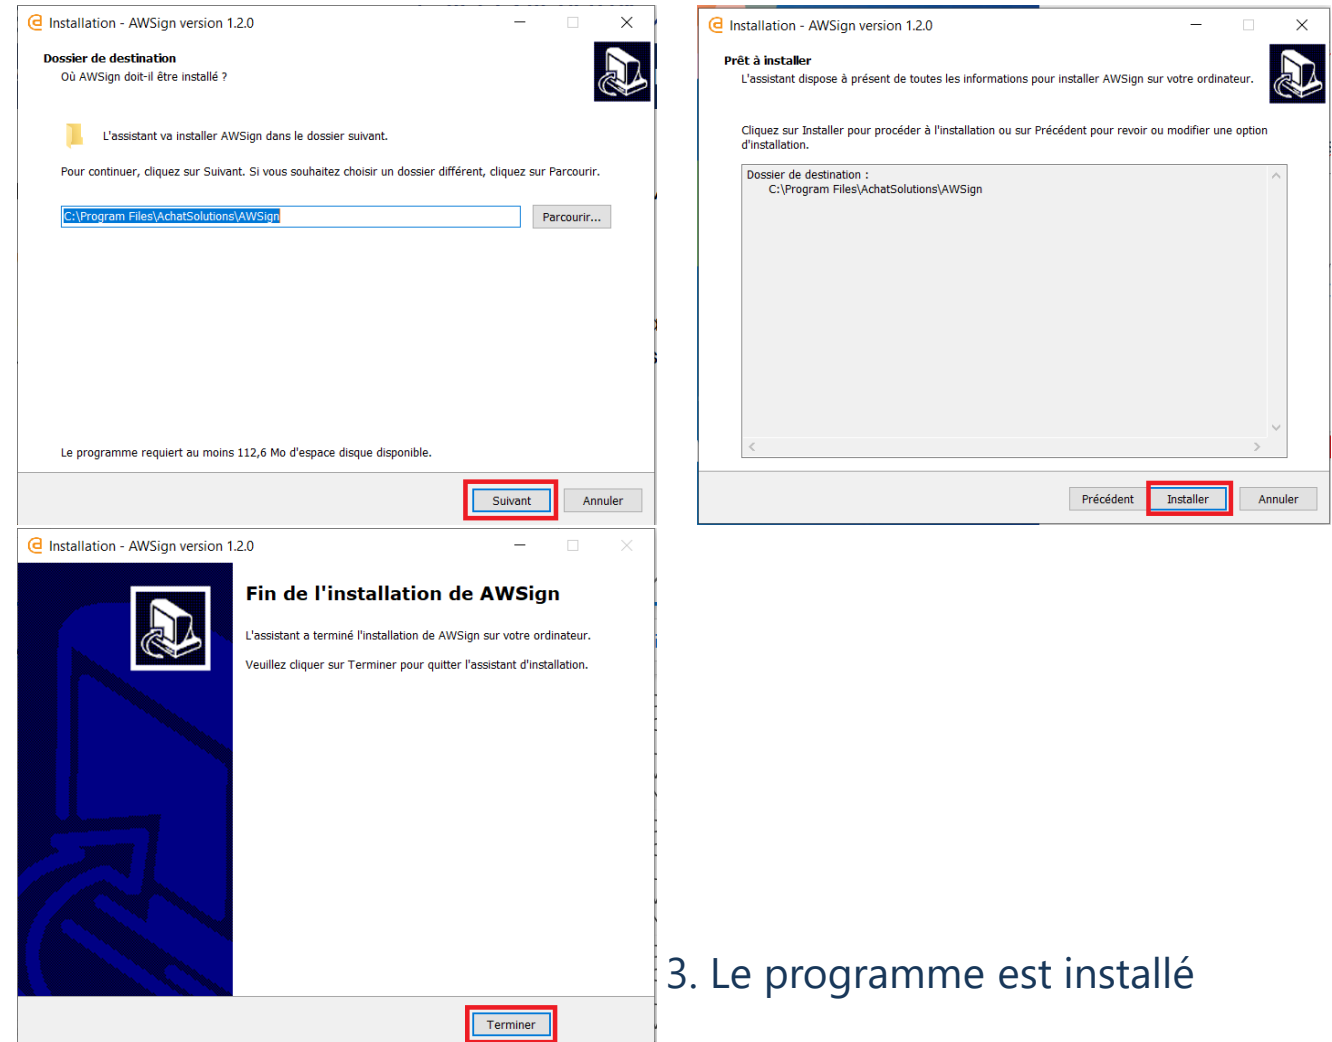 Installation - AWSign version 1.2.0
Dossier de destination
Où AWSign doit-il être installé ?
L'assistant va installer AWSign dans le dossier suivant.
Pour continuer, cliquez sur Suivant. Si vous souhaitez choisir un dossier différent, cliquez sur Parcourir.
C:\Program Files\AchatSolutions\AWSign
Parcourir...
Le programme requiert au moins 112,6 Mo d'espace disque disponible.
Suivant
Annuler
Installation - AWSign version 1.2.0
Prêt à installer
L'assistant dispose à présent de toutes les informations pour installer AWSign sur votre ordinateur.
Cliquez sur Installer pour procéder à l'installation ou sur Précédent pour revoir ou modifier une option
d'installation.
Dossier de destination :
C:\Program Files\AchatSolutions\AWSign
Précédent
Installer
Annuler
Installation - AWSign version 1.2.0
Fin de l'installation de AWSign
L'assistant a terminé l'installation de AWSign sur votre ordinateur.
Veuillez cliquer sur Terminer pour quitter l'assistant d'installation.
Terminer
3. Le programme est installé